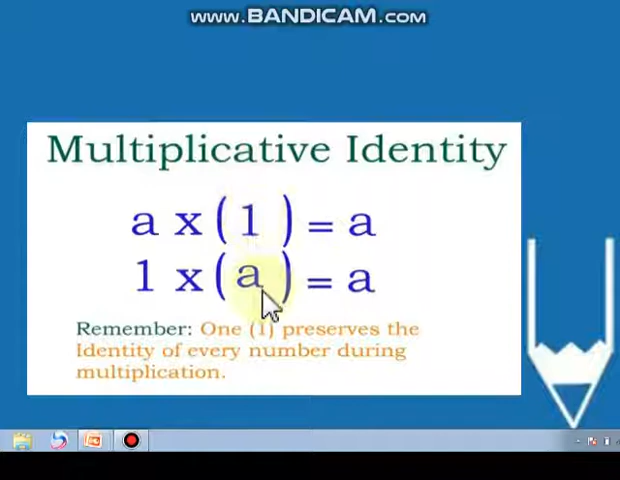 www.BANDICAM.com
Multiplicative Identity
a x ( 1 ) = a
1 x ( a ) = a
Remember: One (1) preserves the
Identity of every number during
multiplication.